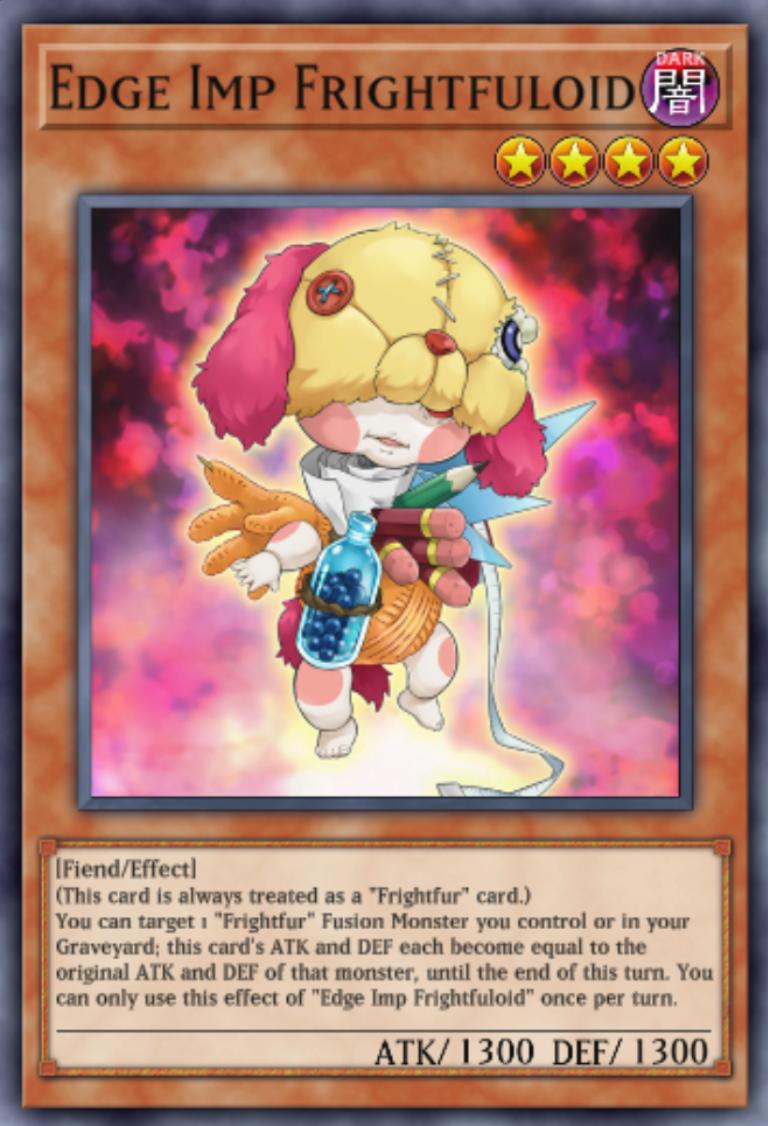 EDGE IMP FRIGHTFULOID
DARK
闇
[Fiend/Effect]
(This card is always treated as a "Frightfur" card.)
You can target 1 "Frightfur" Fusion Monster you control or in your
Graveyard; this card's ATK and DEF each become equal to the
original ATK and DEF of that monster, until the end of this turn. You
can only use this effect of "Edge Imp Frightfuloid" once per turn.
ATK/ 1300 DEF/ 1300